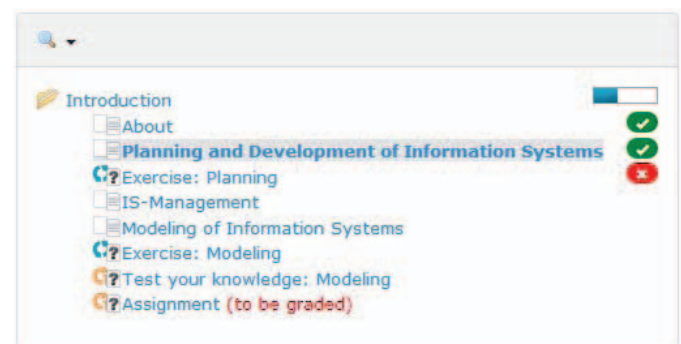 Introduction
About
Planning and Development of Information Systems
Exercise: Planning
IS-Management
Modeling of Information Systems
Exercise: Modeling
Test your knowledge: Modeling
Assignment (to be graded)